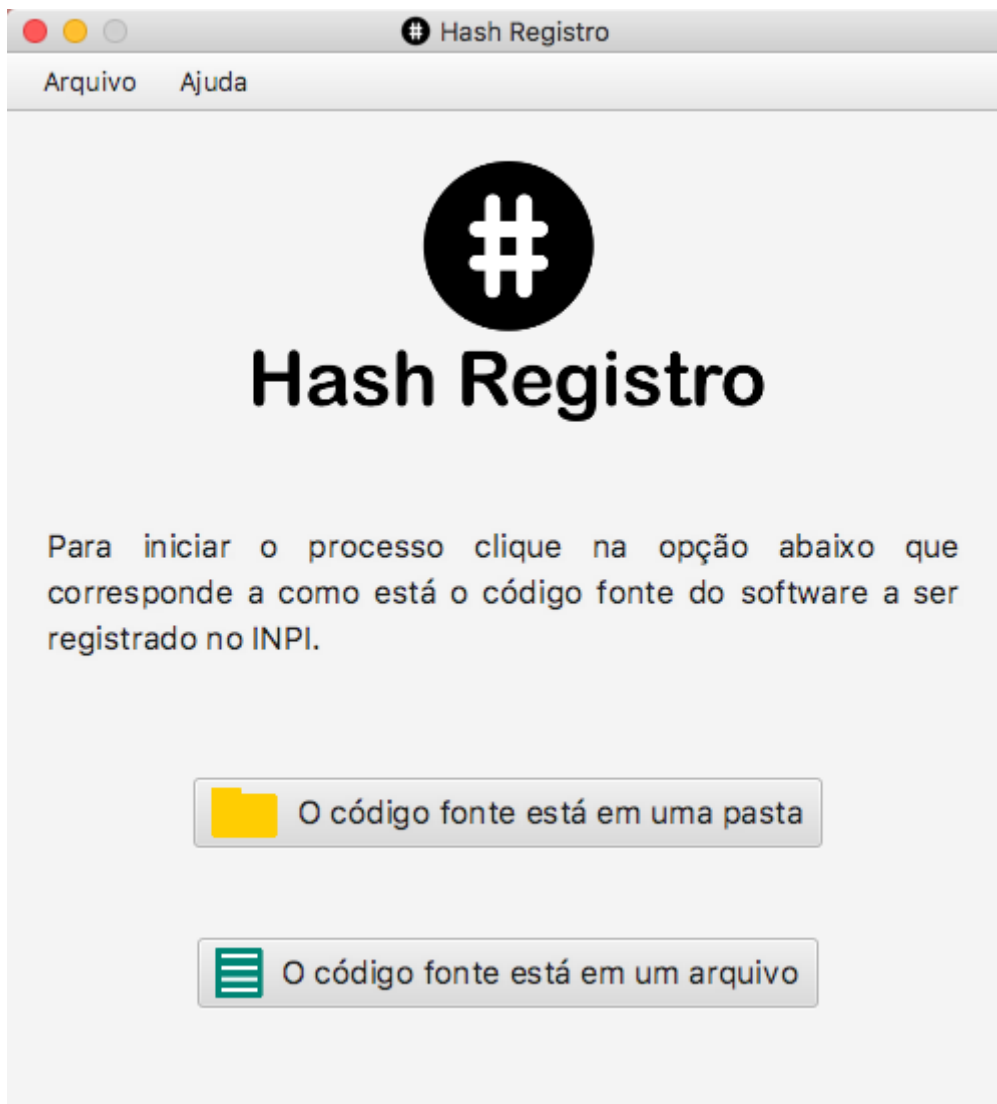 Hash Registro
Arquivo Ajuda
#
Hash Registro
Para iniciar o processo clique na opção abaixo que
corresponde a como está o código fonte do software a ser
registrado no INPI.
O código fonte está em uma pasta
O código fonte está em um arquivo